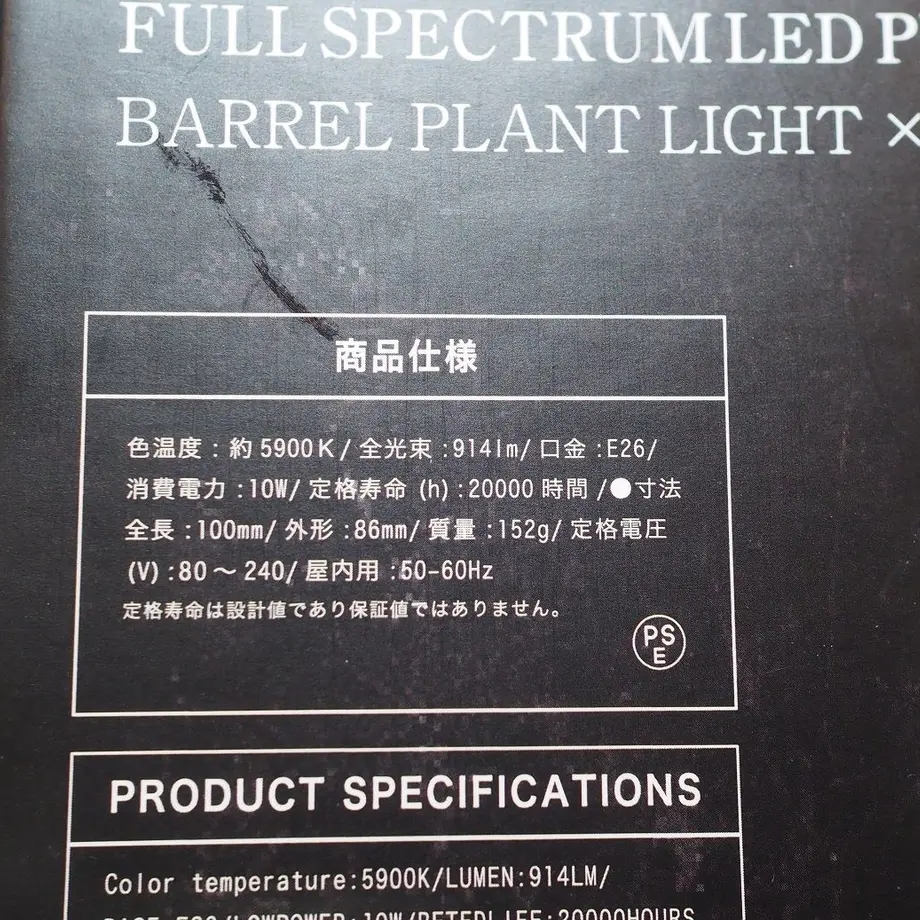 FULL SPECTRUM LED P
BARREL PLANT LIGHT ×
商品仕様
色温度 : 約 5900K/ 全光束 :914lm/ 口金 :E26/
消費電力 :10W/ 定格寿命 (h) :20000 時間 /●寸法
全長 :100mm/ 外形 :86mm/ 質量 :152g/ 定格電圧
(V) :80～240/ 屋内用 :50-60Hz
定格寿命は設計値であり保証値ではありません。
PS
E
PRODUCT SPECIFICATIONS
Color temperature:5900K/LUMEN:914LM/
:10W/ :20000HOURS